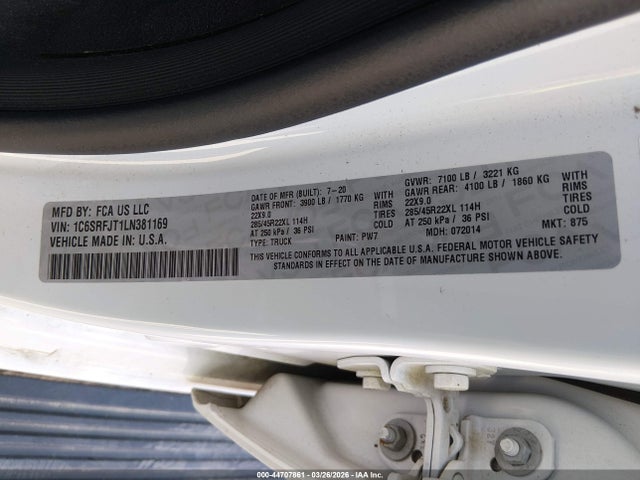 MFD BY: FCA US LLC
VIN: 1C6SRFJT1LN381169
VEHICLE MADE IN: U.S.A.
DATE OF MFR (BUILT): 7-20
GAWR FRONT: 3900 LB / 1770 KG WITH
22X9.0 RIMS
285/45R22XL 114H TIRES
AT 250 kPa / 36 PSI COLD
TYPE: TRUCK PAINT: PW7
GVWR: 7100 LB / 3221 KG
GAWR REAR: 4100 LB / 1860 KG WITH
22X9.0 RIMS
285/45R22XL 114H TIRES
AT 250 kPa / 36 PSI COLD
MDH: 072014 MKT: 875
THIS VEHICLE CONFORMS TO ALL APPLICABLE U.S.A. FEDERAL MOTOR VEHICLE SAFETY
STANDARDS IN EFFECT ON THE DATE OF MANUFACTURE SHOWN ABOVE.
000-44707861 - 03/26/2026 - IAAI.COM